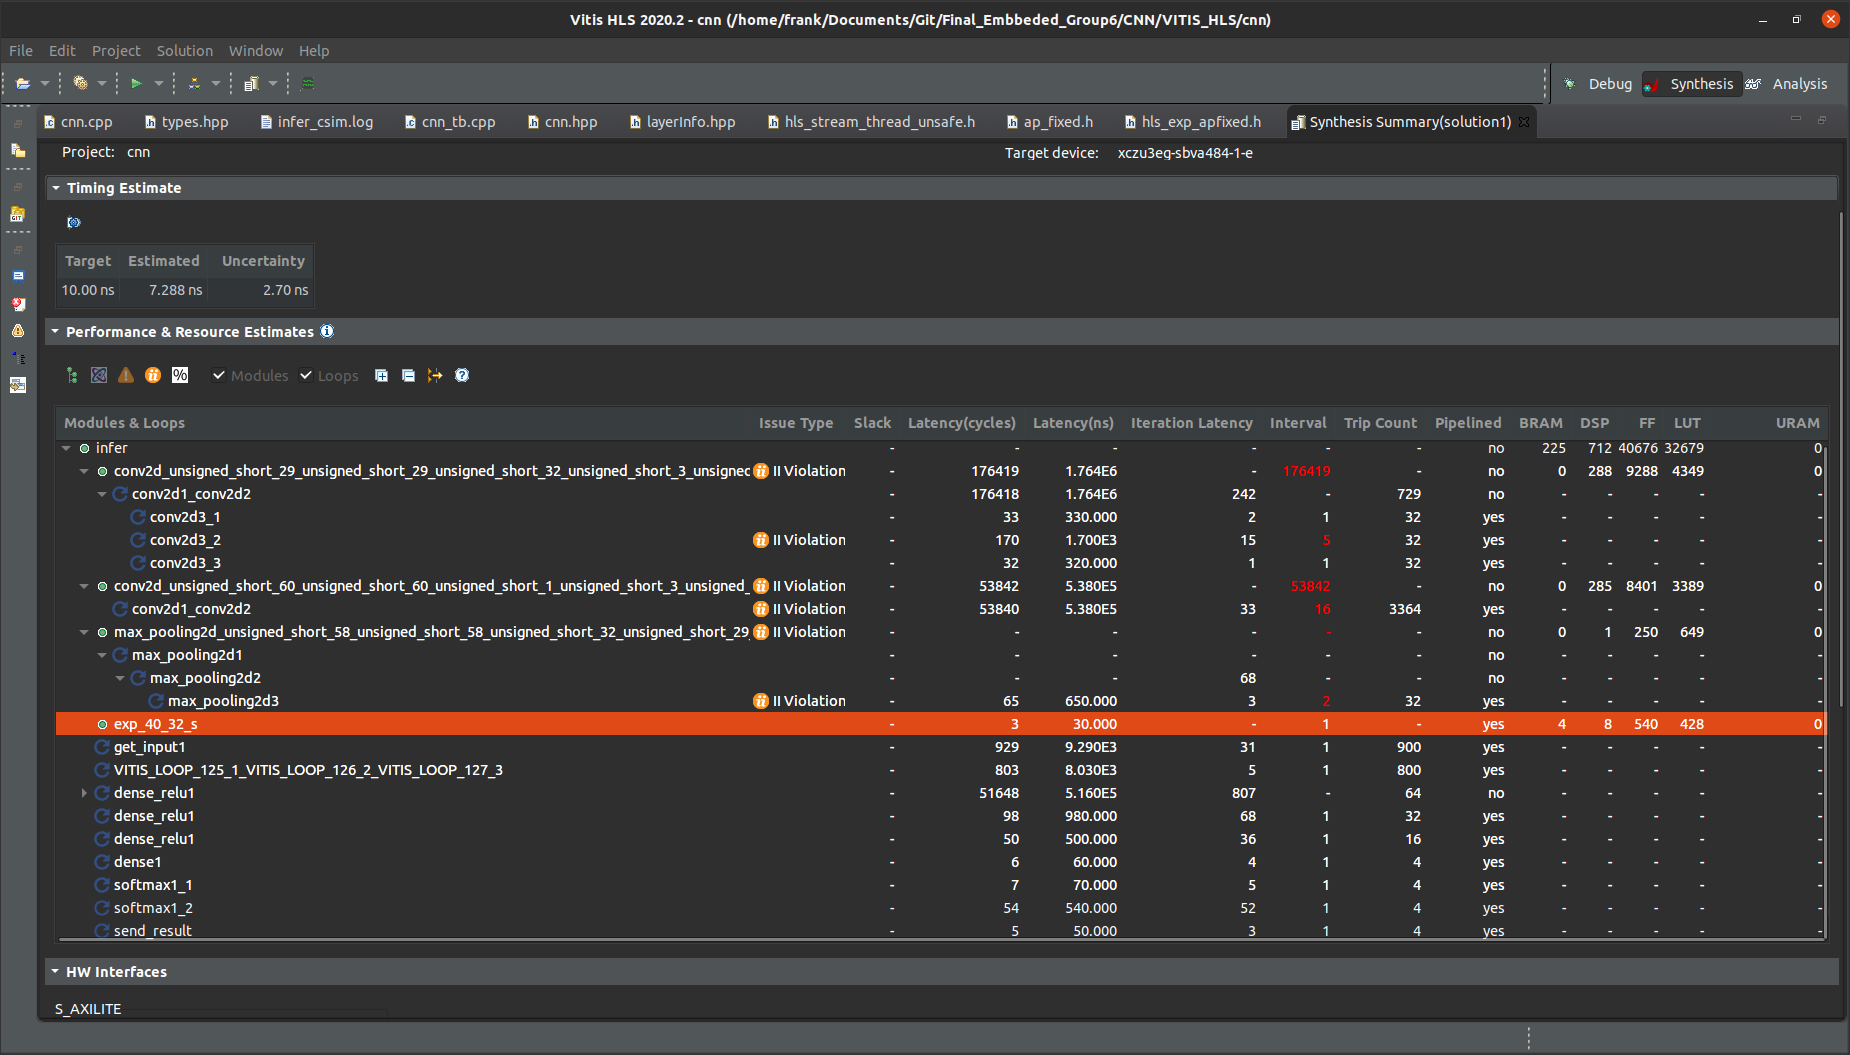 Vitis HLS 2020.2 - cnn (/home/frank/Documents/Git/Final_Embbeded_Group6/CNN/VITIS_HLS/cnn)
File Edit Project Solution Window Help
Debug Synthesis Analysis
cnn.cpp types.hpp infer_csim.log cnn_tb.cpp cnn.hpp layerInfo.hpp hls_stream_thread_unsafe.h ap_fixed.h hls_exp_apfixed.h Synthesis Summary(solution1)
Project: cnn Target device: xczu3eg-sbva484-1-e
Timing Estimate
Target Estimated Uncertainty
10.00 ns 7.288 ns 2.70 ns
Performance & Resource Estimates
% Modules Loops
Modules & Loops Issue Type Slack Latency(cycles) Latency(ns) Iteration Latency Interval Trip Count Pipelined BRAM DSP FF LUT URAM
infer - - - - - - no 225 712 40676 32679 0
conv2d_unsigned_short_29_unsigned_short_29_unsigned_short_32_unsigned_short_3_unsigned II Violation - 176419 1.764E6 - 176419 - no 0 288 9288 4349 0
conv2d1_conv2d2 - 176418 1.764E6 242 - 729 no - - - - -
conv2d3_1 - 33 330.000 2 1 32 yes - - - - -
conv2d3_2 II Violation - 170 1.700E3 15 5 32 yes - - - - -
conv2d3_3 - 32 320.000 1 1 32 yes - - - - -
conv2d_unsigned_short_60_unsigned_short_60_unsigned_short_1_unsigned_short_3_unsigned_ II Violation - 53842 5.380E5 - 53842 - no 0 285 8401 3389 0
conv2d1_conv2d2 II Violation - 53840 5.380E5 33 16 3364 yes - - - - -
max_pooling2d_unsigned_short_58_unsigned_short_58_unsigned_short_32_unsigned_short_29_ II Violation - - - - - - no 0 1 250 649 0
max_pooling2d1 - - - - - - no - - - - -
max_pooling2d2 - - - 68 - - no - - - - -
max_pooling2d3 II Violation - 65 650.000 3 2 32 yes - - - - -
exp_40_32_s - 3 30.000 - 1 - yes 4 8 540 428 0
get_input1 - 929 9.290E3 31 1 900 yes - - - - -
VITIS_LOOP_125_1_VITIS_LOOP_126_2_VITIS_LOOP_127_3 - 803 8.030E3 5 1 800 yes - - - - -
dense_relu1 - 51648 5.160E5 807 - 64 no - - - - -
dense_relu1 - 98 980.000 68 1 32 yes - - - - -
dense_relu1 - 50 500.000 36 1 16 yes - - - - -
dense1 - 6 60.000 4 1 4 yes - - - - -
softmax1_1 - 7 70.000 5 1 4 yes - - - - -
softmax1_2 - 54 540.000 52 1 4 yes - - - - -
send_result - 5 50.000 3 1 4 yes - - - - -
HW Interfaces
S_AXILITE